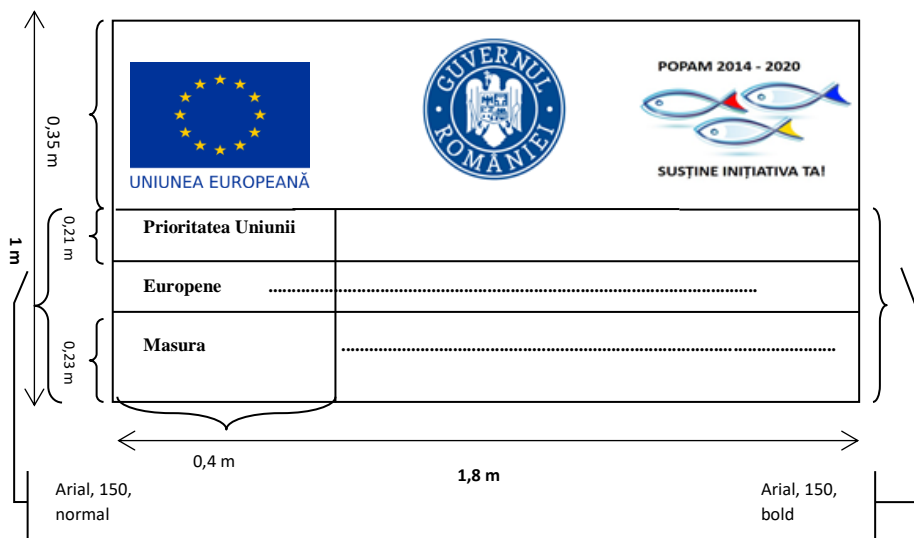 POPAM 2014 - 2020
GUVERNUL ROMÂNIEI
UNIUNEA EUROPEANĂ
SUSȚINE INIȚIATIVA TA!
0,35 m
1 m
0,21 m
Prioritatea Uniunii
Europene ........................................................................................
Masura ........................................................................................
0,23 m
0,4 m
1,8 m
Arial, 150,
normal
Arial, 150,
bold